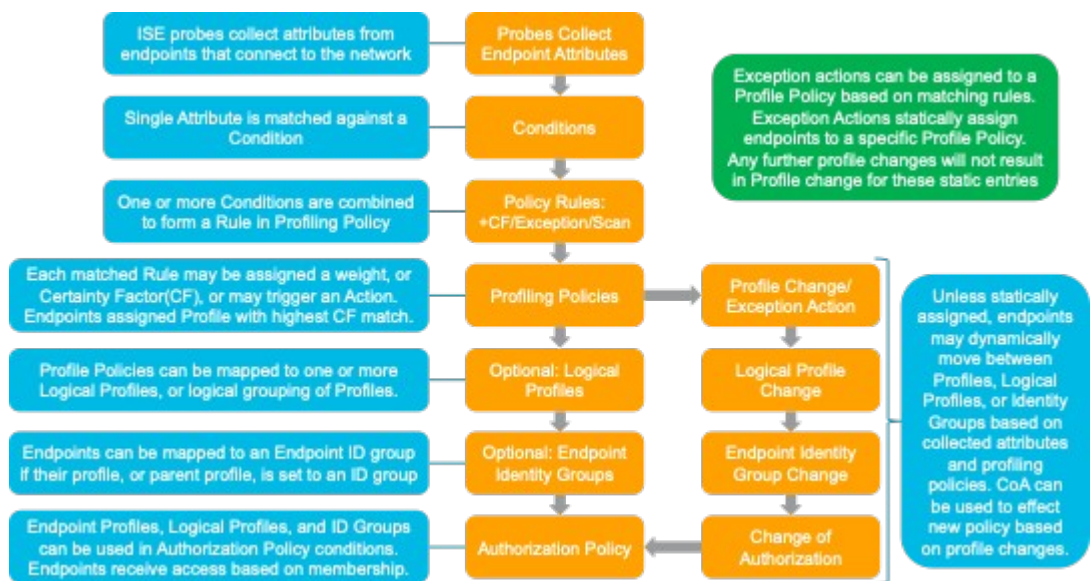 ISE probes collect attributes from
endpoints that connect to the network
Probes Collect
Endpoint Attributes
Exception actions can be assigned to a
Profile Policy based on matching rules.
Exception Actions statically assign
endpoints to a specific Profile Policy.
Any further profile changes will not result
in Profile change for these static entries
Single Attribute is matched against a
Condition
Conditions
One or more Conditions are combined
to form a Rule in Profiling Policy
Policy Rules:
+CF/Exception/Scan
Each matched Rule may be assigned a weight, or
Certainty Factor(CF), or may trigger an Action.
Endpoints assigned Profile with highest CF match.
Profiling Policies
Profile Change/
Exception Action
Profile Policies can be mapped to one or more
Logical Profiles, or logical grouping of Profiles.
Optional: Logical
Profiles
Logical Profile
Change
Endpoints can be mapped to an Endpoint ID group
if their profile, or parent profile, is set to an ID group
Optional: Endpoint
Identity Groups
Endpoint Identity
Group Change
Endpoint Profiles, Logical Profiles, and ID Groups
can be used in Authorization Policy conditions.
Endpoints receive access based on membership.
Authorization Policy
Change of
Authorization
Unless statically
assigned, endpoints
may dynamically
move between
Profiles, Logical
Profiles, or Identity
Groups based on
collected attributes
and profiling
policies. CoA can
be used to effect
new policy based
on profile changes.